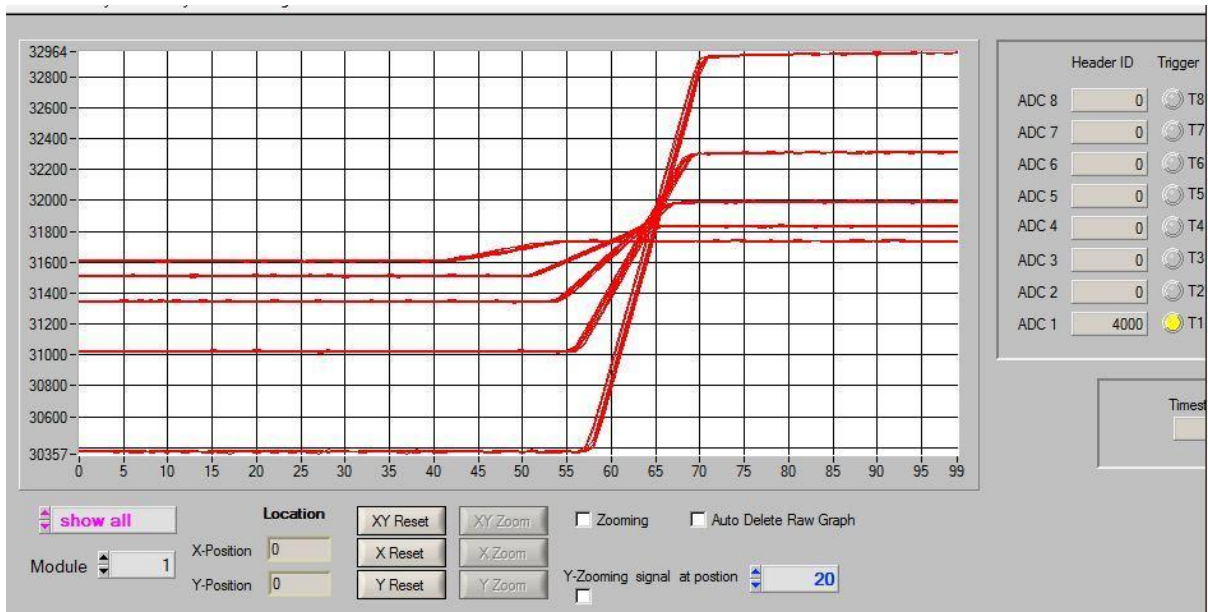 32964
32800
32600
32400
32200
32000
31800
31600
31400
31200
31000
30800
30600
30357
0 5 10 15 20 25 30 35 40 45 50 55 60 65 70 75 80 85 90 95 99
Header ID Trigger
ADC 8 0 T8
ADC 7 0 T7
ADC 6 0 T6
ADC 5 0 T5
ADC 4 0 T4
ADC 3 0 T3
ADC 2 0 T2
ADC 1 4000 T1
Timest
show all
Module 1
Location
X-Position 0
Y-Position 0
XY Reset XY Zoom
X Reset X Zoom
Y Reset Y Zoom
Zooming Auto Delete Raw Graph
Y-Zooming signal at postion 20